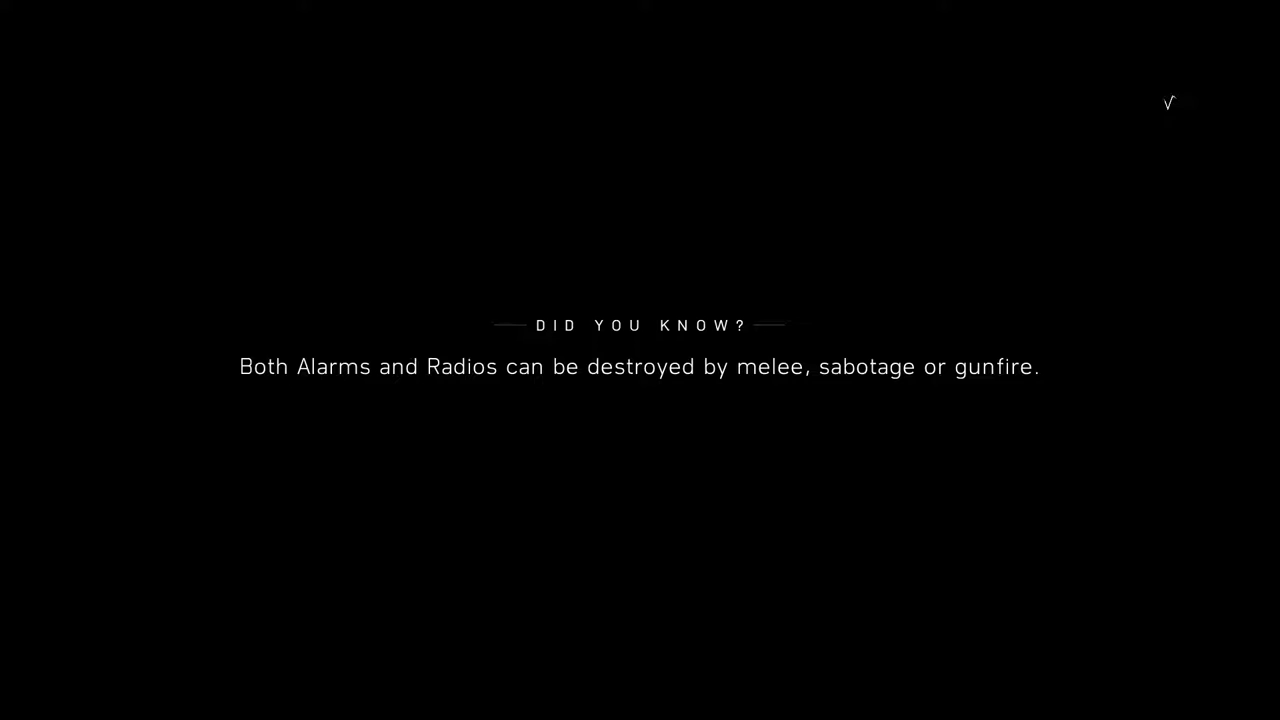 DID YOU KNOW?
Both Alarms and Radios can be destroyed by melee, sabotage or gunfire.